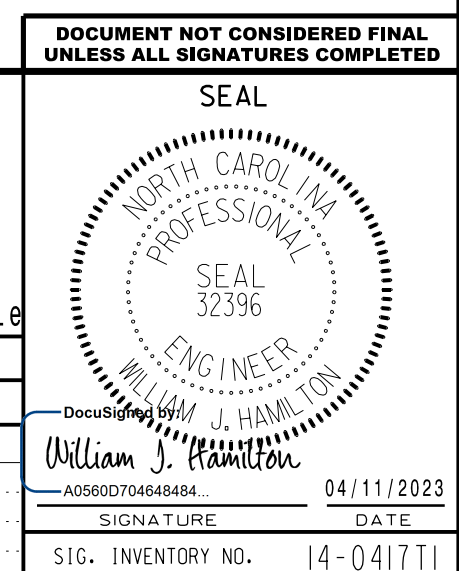 DOCUMENT NOT CONSIDERED FINAL
UNLESS ALL SIGNATURES COMPLETED
SEAL
NORTH CAROLINA
PROFESSIONAL
SEAL
32396
ENGINEER
WILLIAM J. HAMILTON
DocuSigned by:
William J. Hamilton
A0560D704648484...
04/11/2023
SIGNATURE
DATE
SIG. INVENTORY NO.
14-0417T1